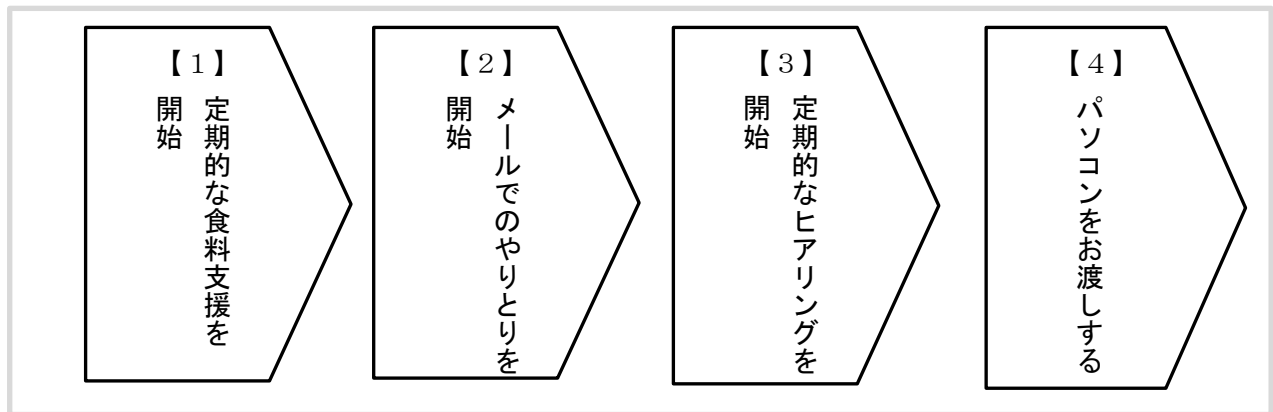 【１】
定期的な食料支援を
開始
【２】
メールでのやりとりを
開始
【３】
定期的なヒアリングを
開始
【４】
パソコンをお渡しする